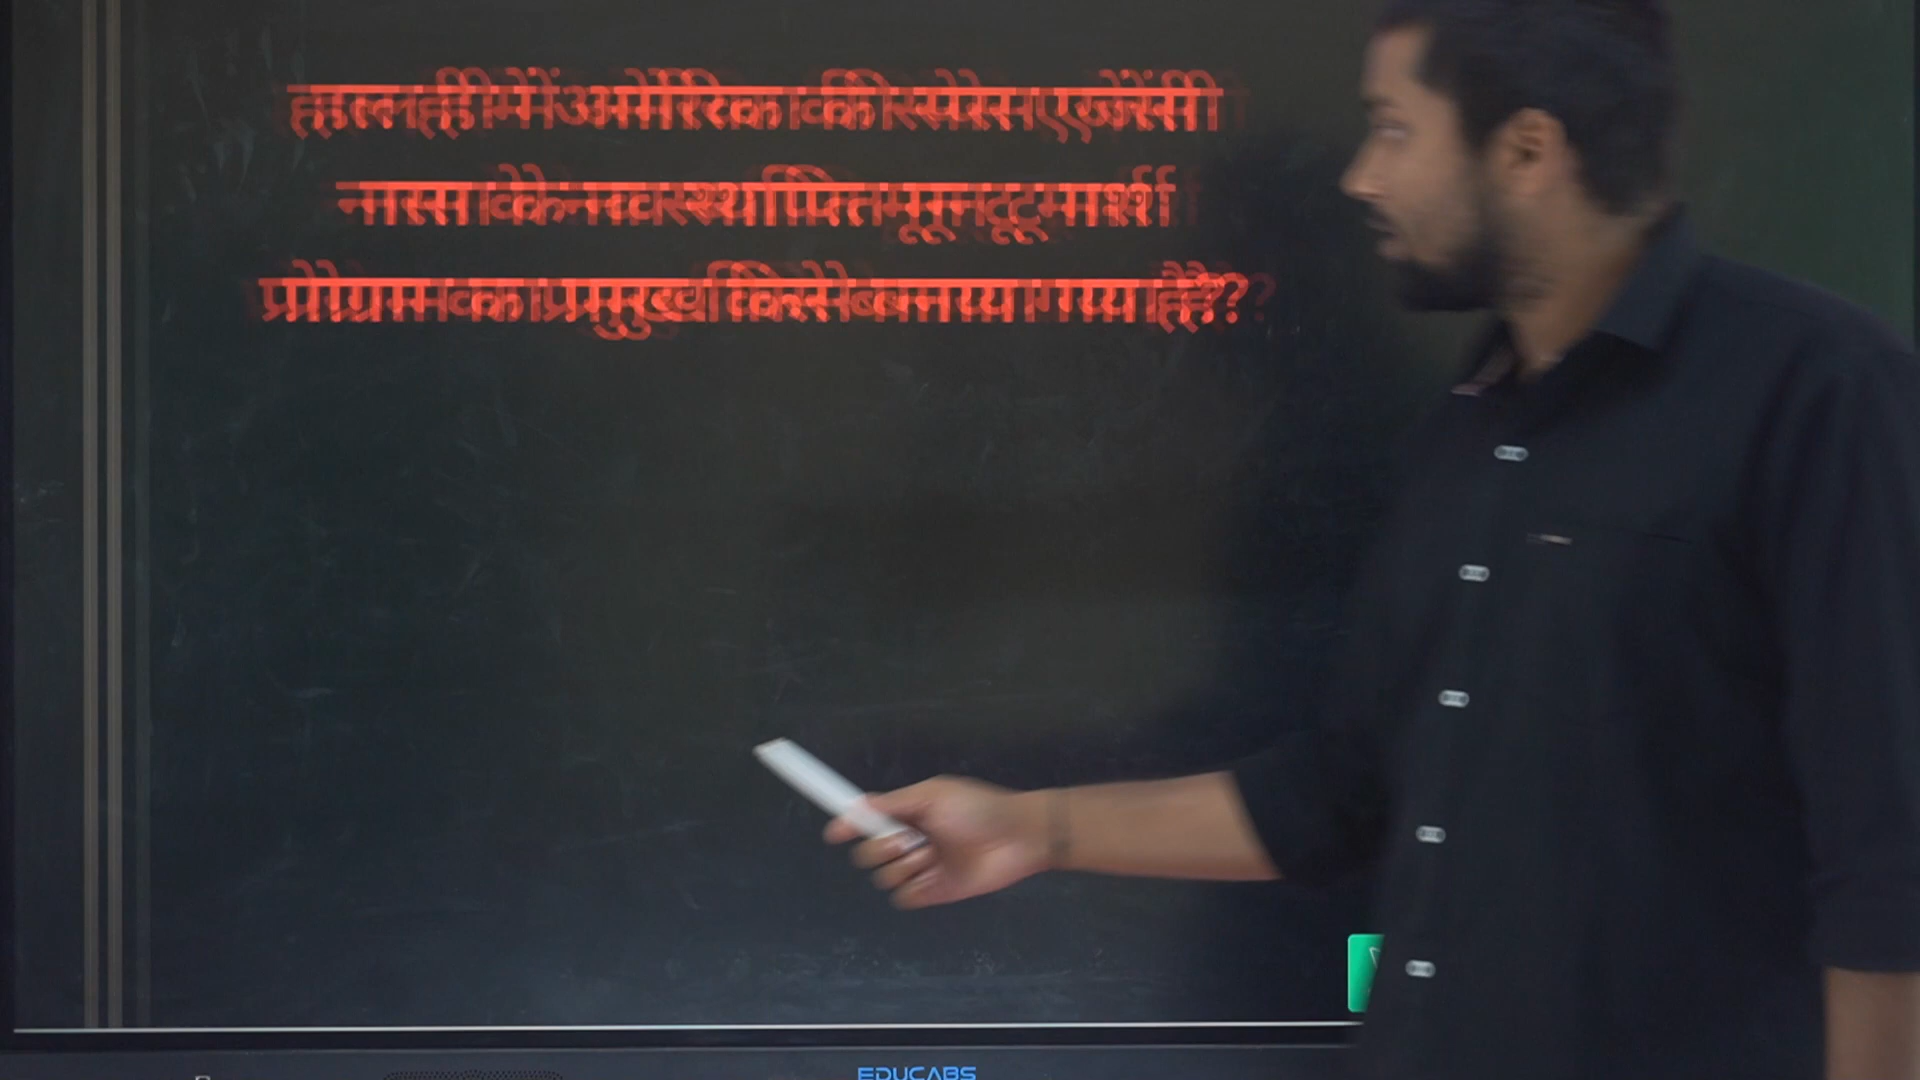 हाल ही में अमेरिका की स्पेस एजेंसी
नासा के नव स्थापित मून टू मार्श
प्रोग्राम का प्रमुख किसे बनाया गया है?
EDUCABS